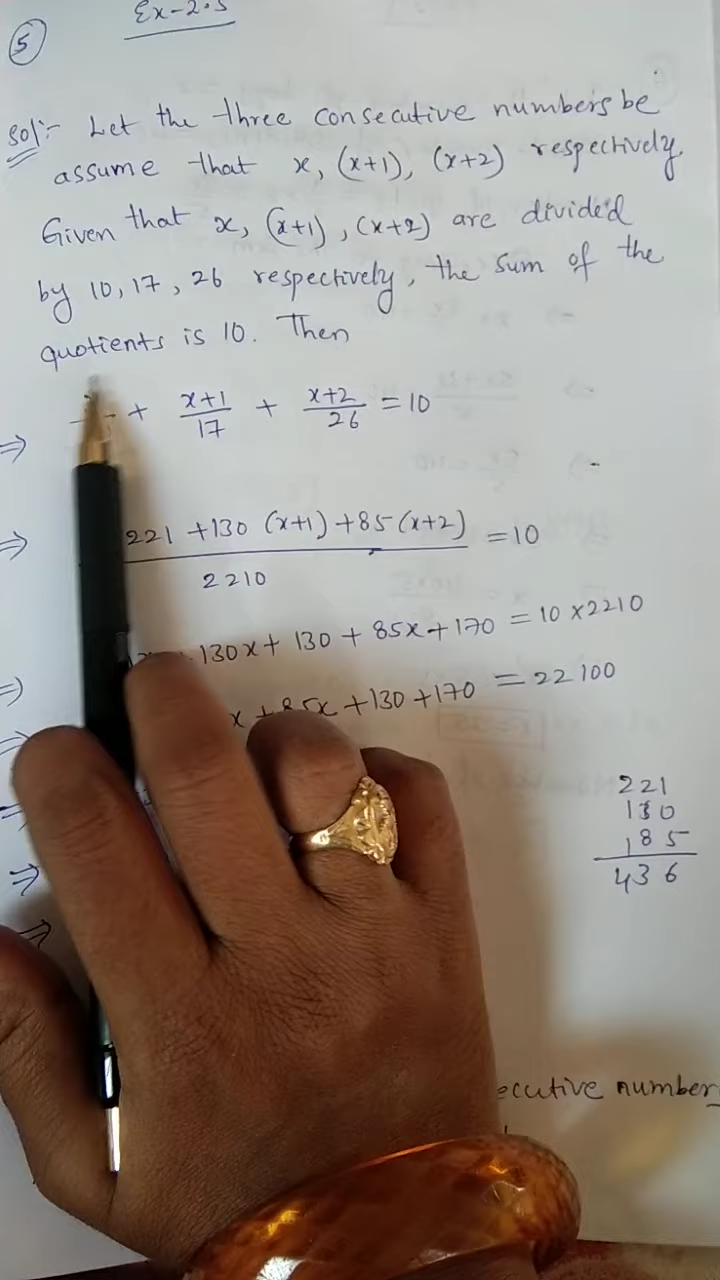 Ex-2.5
5
Sol:- Let the three consecutive numbers be
assume that x, (x+1), (x+2) respectively.
Given that x, (x+1), (x+2) are divided
by 10, 17, 26 respectively, the sum of the
quotients is 10. Then
⇒ + x+1/17 + x+2/26 = 10
⇒ 221 +130 (x+1) +85(x+2)/2210 = 10
130x + 130 + 85x + 170 = 10 x 2210
⇒ x + 85x +130 +170 = 22100
⇒
221
130
185
436
⇒
⇒
ecutive number